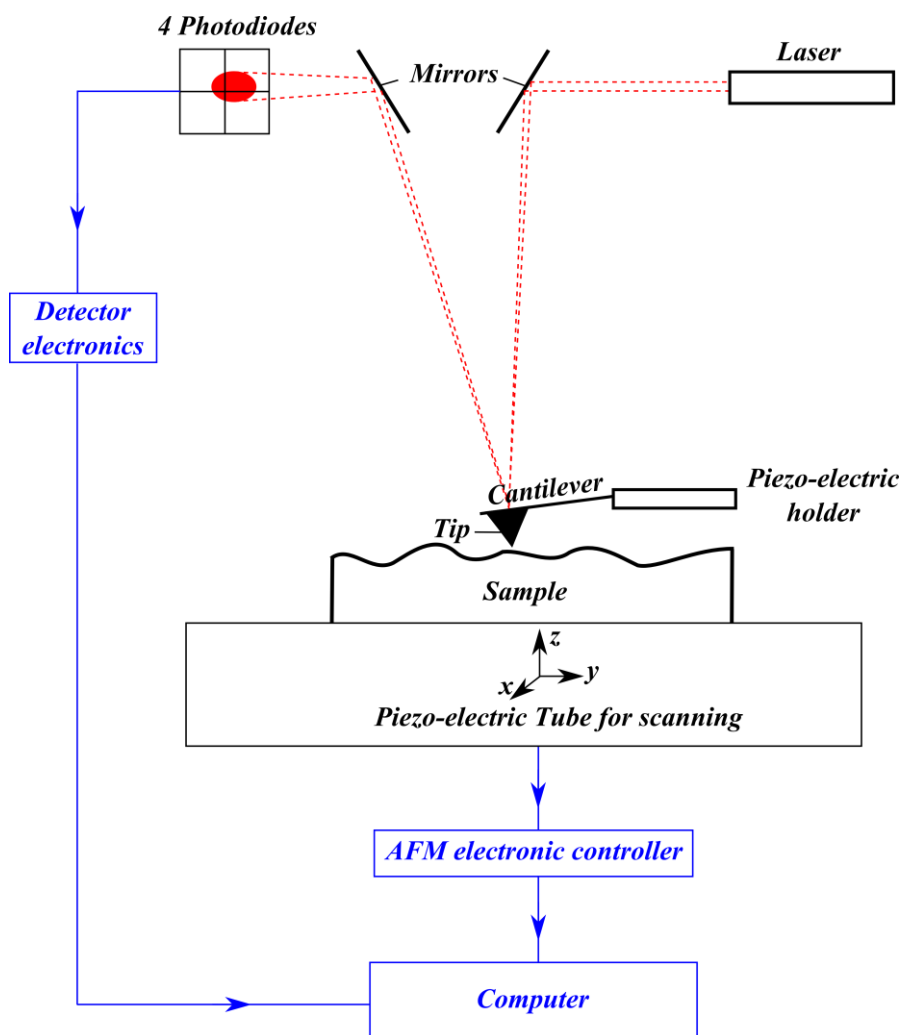 4 Photodiodes
Laser
Mirrors
Detector
electronics
Cantilever
Piezo-electric
holder
Tip
Sample
z
y
x
Piezo-electric Tube for scanning
AFM electronic controller
Computer